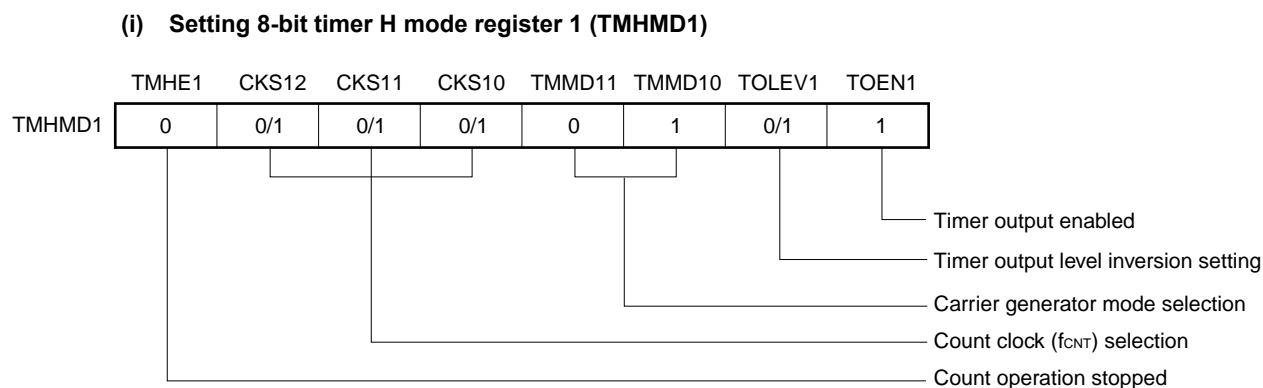 (i) Setting 8-bit timer H mode register 1 (TMHMD1)
TMHE1 CKS12 CKS11 CKS10 TMMD11 TMMD10 TOLEV1 TOEN1
TMHMD1 0 0/1 0/1 0/1 0 1 0/1 1
Timer output enabled
Timer output level inversion setting
Carrier generator mode selection
Count clock (fCNT) selection
Count operation stopped